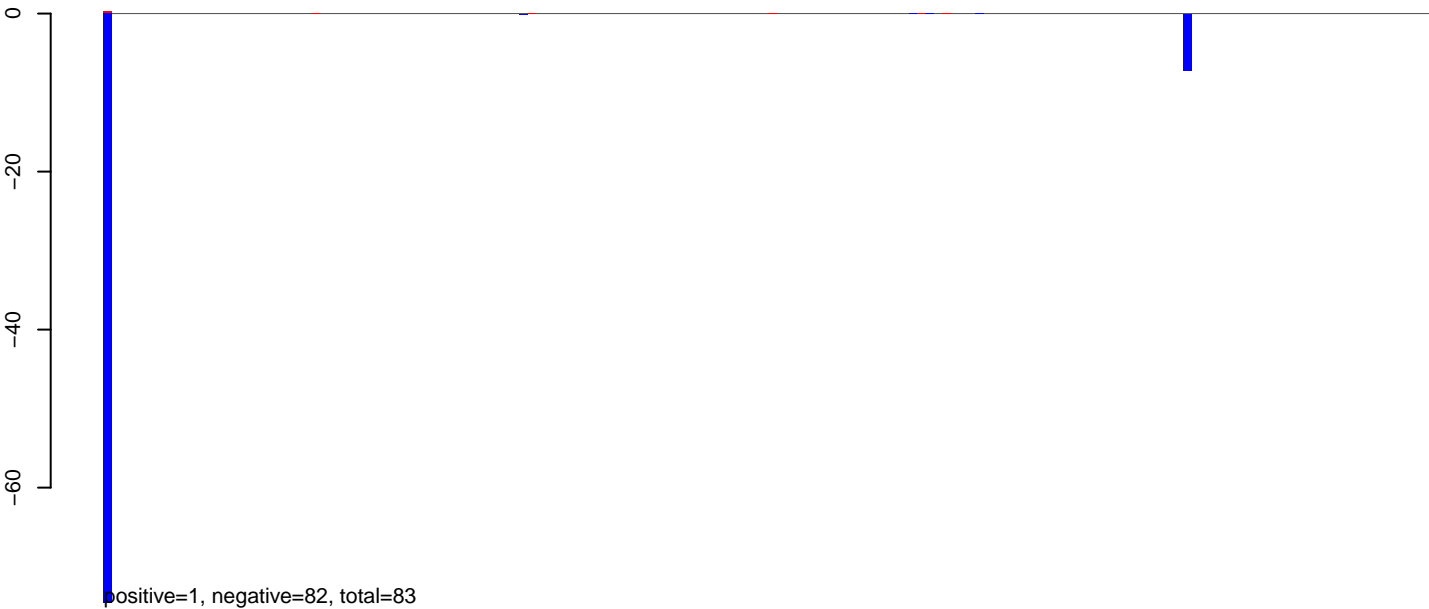 0
−20
−40
−60
positive=1, negative=82, total=83